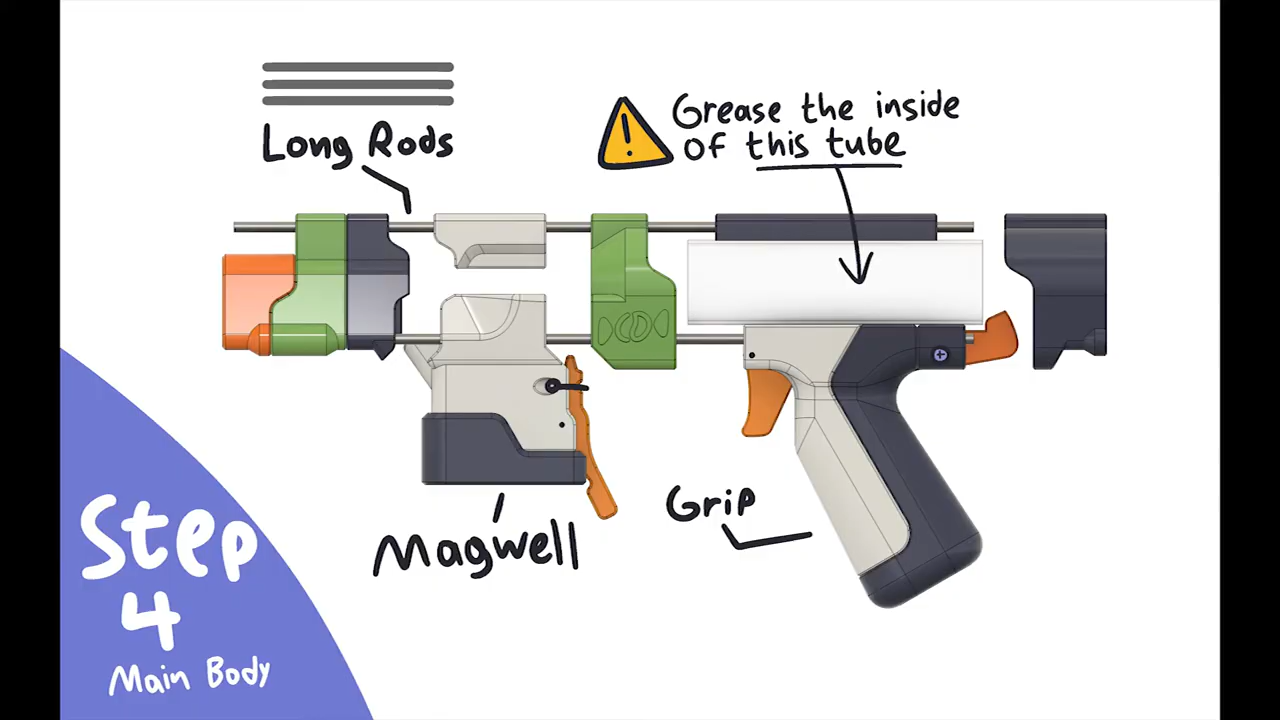 Long Rods
Grease the inside
of this tube
Magwell
Grip
Step
4
Main Body